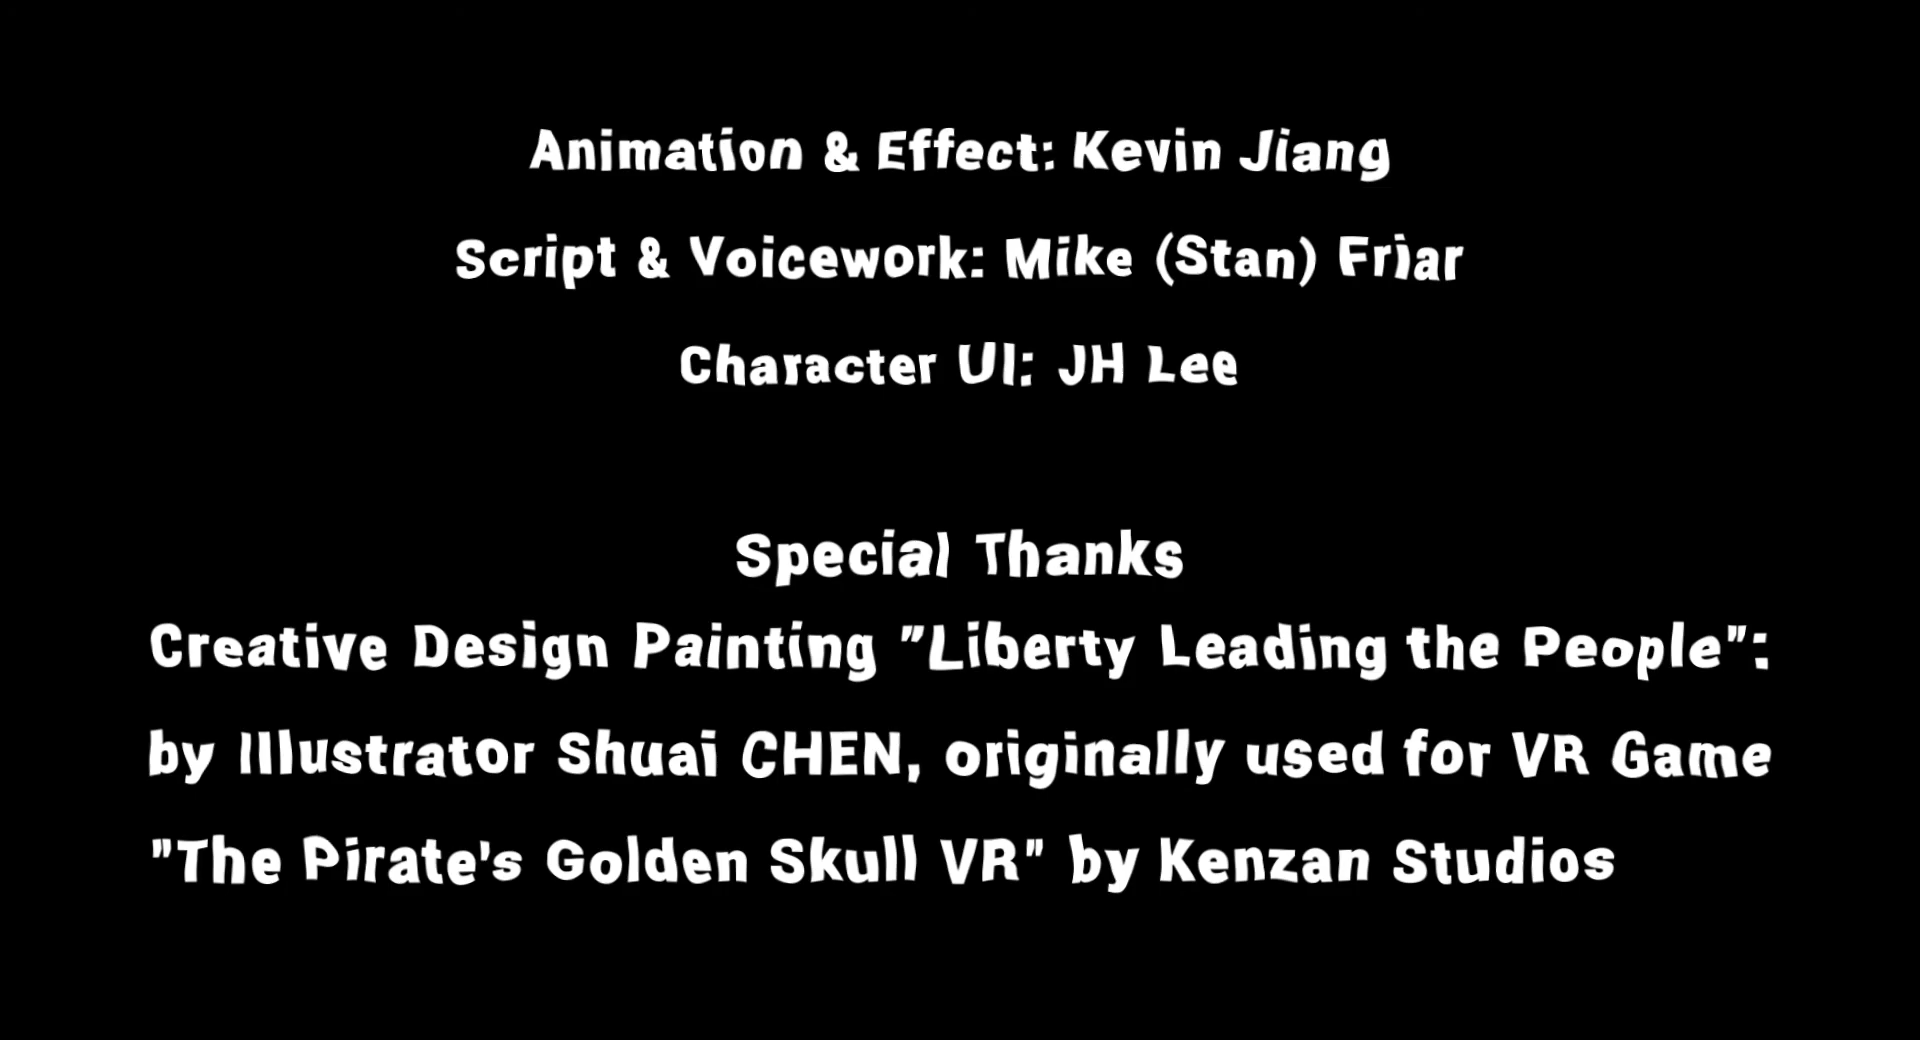 Animation & Effect: Kevin Jiang
Script & Voicework: Mike (Stan) Friar
Character UI: JH Lee
Special Thanks
Creative Design Painting "Liberty Leading the People":
by Illustrator Shuai CHEN, originally used for VR Game
"The Pirate's Golden Skull VR" by Kenzan Studios